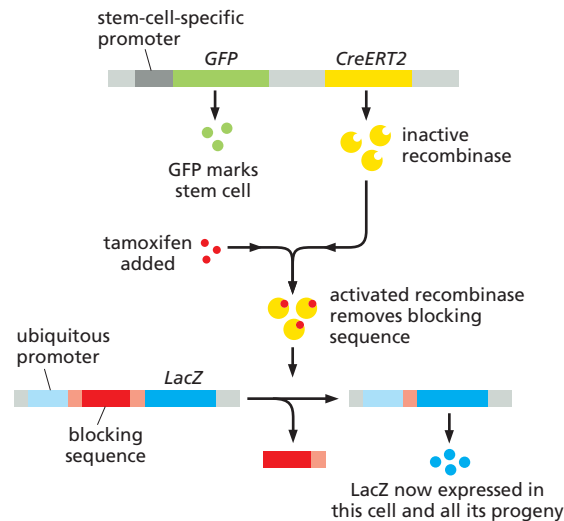 stem-cell-specific
promoter
GFP
CreERT2
GFP marks
stem cell
inactive
recombinase
tamoxifen
added
activated recombinase
removes blocking
sequence
ubiquitous
promoter
LacZ
blocking
sequence
LacZ now expressed in
this cell and all its progeny